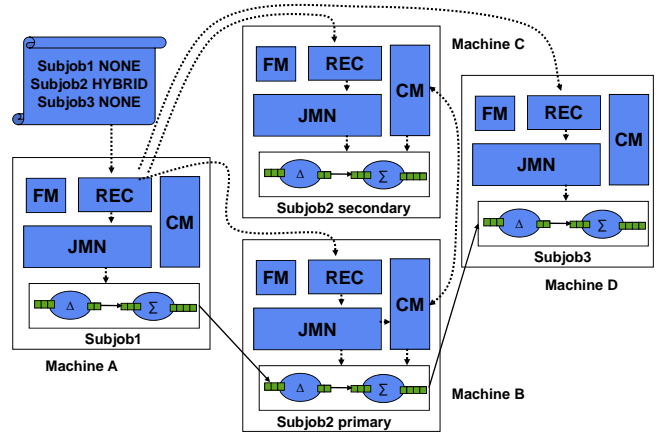 Subjob1 NONE
Subjob2 HYBRID
Subjob3 NONE
FM
REC
CM
JMN
Δ
Σ
Subjob1
Machine A
FM
REC
CM
JMN
Δ
Σ
Subjob2 secondary
Machine C
FM
REC
CM
JMN
Δ
Σ
Subjob2 primary
Machine B
FM
REC
CM
JMN
Δ
Σ
Subjob3
Machine D